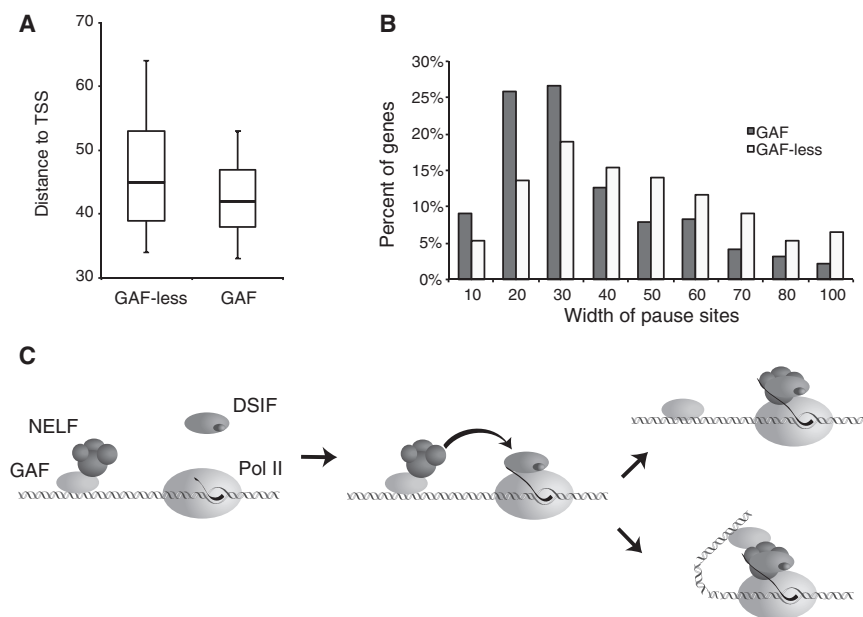 A
70
60
50
40
30
Distance to TSS
GAF-less
GAF
B
30%
25%
20%
15%
10%
5%
0%
Percent of genes
GAF
GAF-less
10 20 30 40 50 60 70 80 100
Width of pause sites
C
NELF
DSIF
GAF
Pol II